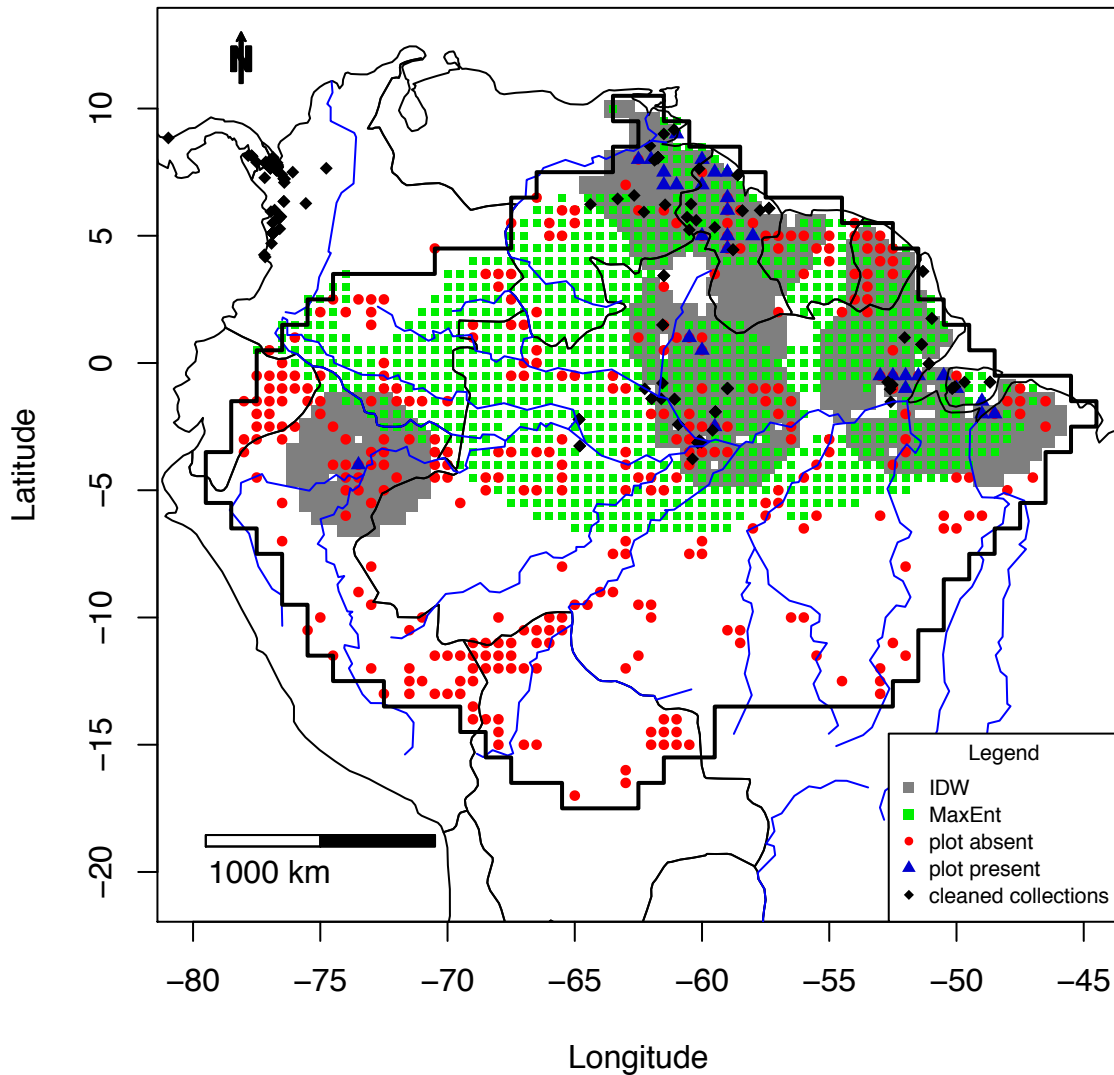 N
Latitude
10
5
0
−5
−10
−15
−20
1000 km
Legend
IDW
MaxEnt
plot absent
plot present
cleaned collections
−80 −75 −70 −65 −60 −55 −50 −45
Longitude